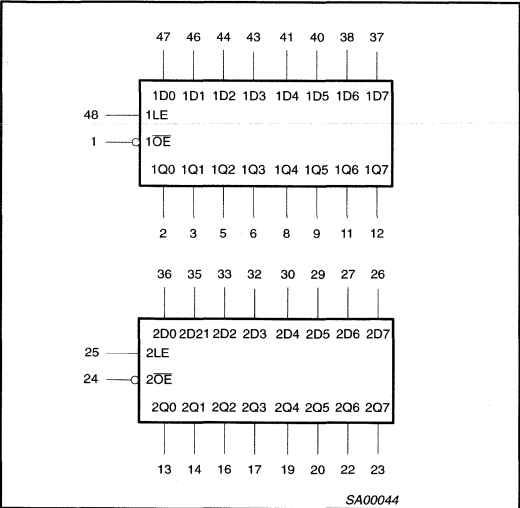 47 46 44 43 41 40 38 37
1D0 1D1 1D2 1D3 1D4 1D5 1D6 1D7
48 1LE
1 1O̅E̅
1Q0 1Q1 1Q2 1Q3 1Q4 1Q5 1Q6 1Q7
2 3 5 6 8 9 11 12
36 35 33 32 30 29 27 26
2D0 2D21 2D2 2D3 2D4 2D5 2D6 2D7
25 2LE
24 2O̅E̅
2Q0 2Q1 2Q2 2Q3 2Q4 2Q5 2Q6 2Q7
13 14 16 17 19 20 22 23
SA00044